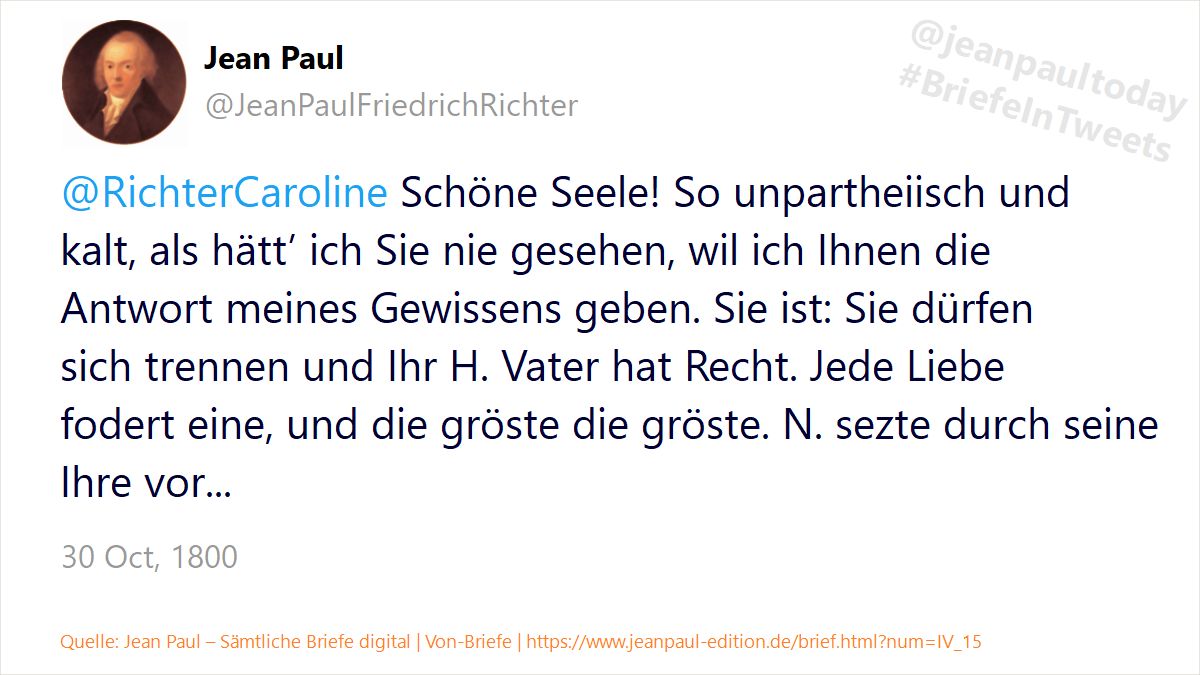 Jean Paul
@JeanPaulFriedrichRichter
@jeanpaultoday
#BriefeInTweets
@RichterCaroline Schöne Seele! So unpartheiisch und
kalt, als hätt’ ich Sie nie gesehen, wil ich Ihnen die
Antwort meines Gewissens geben. Sie ist: Sie dürfen
sich trennen und Ihr H. Vater hat Recht. Jede Liebe
fodert eine, und die gröste die gröste. N. sezte durch seine
Ihre vor...
30 Oct, 1800
Quelle: Jean Paul – Sämtliche Briefe digital | Von-Briefe | https://www.jeanpaul-edition.de/brief.html?num=IV_15